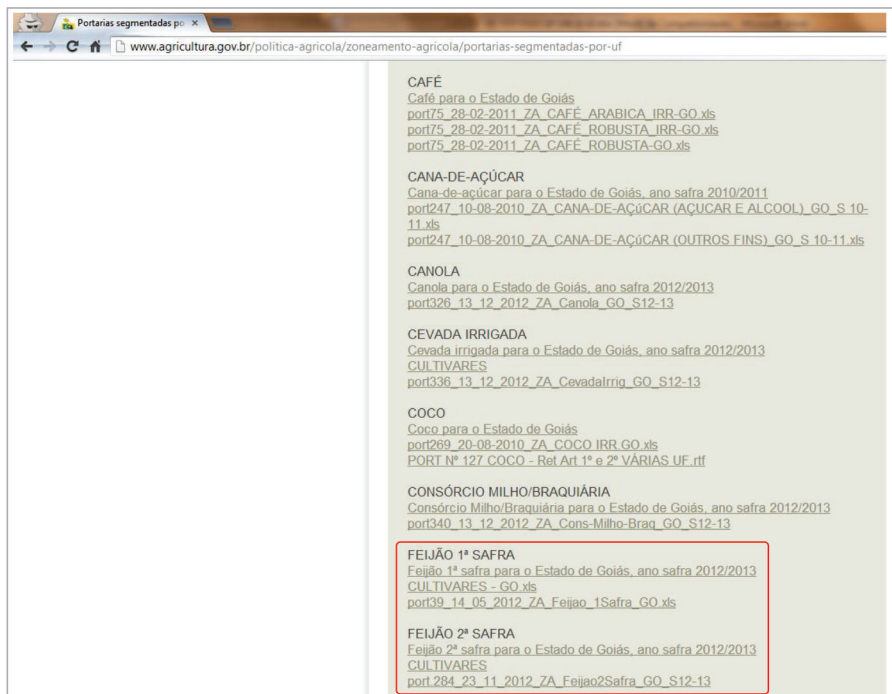 Portarias segmentadas po
www.agricultura.gov.br/politica-agricola/zoneamento-agricola/portarias-segmentadas-por-uf
CAFÉ
Café para o Estado de Goiás
port75_28-02-2011_ZA_CAFÉ_ARABICA_IRR-GO.xls
port75_28-02-2011_ZA_CAFÉ_ROBUSTA_IRR-GO.xls
port75_28-02-2011_ZA_CAFÉ_ROBUSTA-GO.xls
CANA-DE-AÇÚCAR
Cana-de-açúcar para o Estado de Goiás, ano safra 2010/2011
port247_10-08-2010_ZA_CANA-DE-AÇúCAR (AÇUCAR E ALCOOL)_GO_S 10-
11.xls
port247_10-08-2010_ZA_CANA-DE-AÇúCAR (OUTROS FINS)_GO_S 10-11.xls
CANOLA
Canola para o Estado de Goiás, ano safra 2012/2013
port326_13_12_2012_ZA_Canola_GO_S12-13
CEVADA IRRIGADA
Cevada irrigada para o Estado de Goiás, ano safra 2012/2013
CULTIVARES
port336_13_12_2012_ZA_CevadaIrrig_GO_S12-13
COCO
Coco para o Estado de Goiás
port269_20-08-2010_ZA_COCO IRR.GO.xls
PORT Nº 127 COCO - Ret Art 1º e 2º VÁRIAS UF.rtf
CONSÓRCIO MILHO/BRAQUIÁRIA
Consórcio Milho/Braquiária para o Estado de Goiás, ano safra 2012/2013
port340_13_12_2012_ZA_Cons-Milho-Braq_GO_S12-13
FEIJÃO 1ª SAFRA
Feijão 1ª safra para o Estado de Goiás, ano safra 2012/2013
CULTIVARES - GO.xls
port39_14_05_2012_ZA_Feijao_1Safra_GO.xls
FEIJÃO 2ª SAFRA
Feijão 2ª safra para o Estado de Goiás, ano safra 2012/2013
CULTIVARES
port.284_23_11_2012_ZA_Feijao2Safra_GO_S12-13